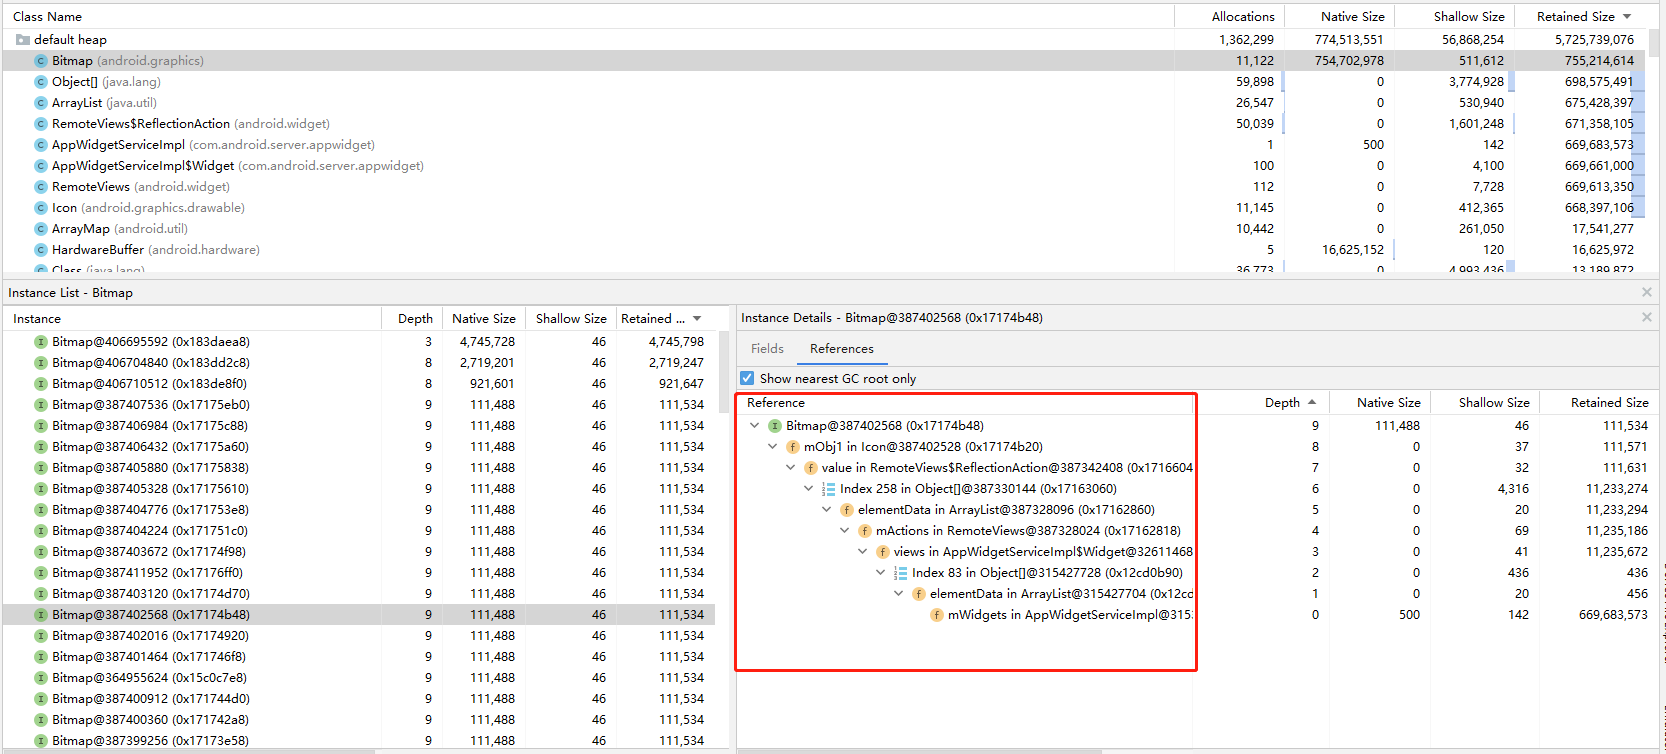 Class Name Allocations Native Size Shallow Size Retained Size
default heap 1,362,299 774,513,551 56,868,254 5,725,739,076
Bitmap (android.graphics) 11,122 754,702,978 511,612 755,214,614
Object[] (java.lang) 59,898 0 3,774,928 698,575,491
ArrayList (java.util) 26,547 0 530,940 675,428,397
RemoteViews$ReflectionAction (android.widget) 50,039 0 1,601,248 671,358,105
AppWidgetServiceImpl (com.android.server.appwidget) 1 500 142 669,683,573
AppWidgetServiceImpl$Widget (com.android.server.appwidget) 100 0 4,100 669,661,000
RemoteViews (android.widget) 112 0 7,728 669,613,350
Icon (android.graphics.drawable) 11,145 0 412,365 668,397,106
ArrayMap (android.util) 10,442 0 261,050 17,541,277
HardwareBuffer (android.hardware) 5 16,625,152 120 16,625,972
Class (java.lang) 36,773 0 4,993,436 13,189,872
Instance List - Bitmap
Instance Depth Native Size Shallow Size Retained ...
Bitmap@406695592 (0x183daea8) 3 4,745,728 46 4,745,798
Bitmap@406704840 (0x183dd2c8) 8 2,719,201 46 2,719,247
Bitmap@406710512 (0x183de8f0) 8 921,601 46 921,647
Bitmap@387407536 (0x17175eb0) 9 111,488 46 111,534
Bitmap@387406984 (0x17175c88) 9 111,488 46 111,534
Bitmap@387406432 (0x17175a60) 9 111,488 46 111,534
Bitmap@387405880 (0x17175838) 9 111,488 46 111,534
Bitmap@387405328 (0x17175610) 9 111,488 46 111,534
Bitmap@387404776 (0x171753e8) 9 111,488 46 111,534
Bitmap@387404224 (0x171751c0) 9 111,488 46 111,534
Bitmap@387403672 (0x17174f98) 9 111,488 46 111,534
Bitmap@387411952 (0x17176ff0) 9 111,488 46 111,534
Bitmap@387403120 (0x17174d70) 9 111,488 46 111,534
Bitmap@387402568 (0x17174b48) 9 111,488 46 111,534
Bitmap@387402016 (0x17174920) 9 111,488 46 111,534
Bitmap@387401464 (0x171746f8) 9 111,488 46 111,534
Bitmap@364955624 (0x15c0c7e8) 9 111,488 46 111,534
Bitmap@387400912 (0x171744d0) 9 111,488 46 111,534
Bitmap@387400360 (0x171742a8) 9 111,488 46 111,534
Bitmap@387399256 (0x17173e58) 9 111,488 46 111,534
Instance Details - Bitmap@387402568 (0x17174b48)
Fields References
Show nearest GC root only
Reference Depth Native Size Shallow Size Retained Size
Bitmap@387402568 (0x17174b48) 9 111,488 46 111,534
mObj1 in Icon@387402528 (0x17174b20) 8 0 37 111,571
value in RemoteViews$ReflectionAction@387342408 (0x1716604 7 0 32 111,631
Index 258 in Object[]@387330144 (0x17163060) 6 0 4,316 11,233,274
elementData in ArrayList@387328096 (0x17162860) 5 0 20 11,233,294
mActions in RemoteViews@387328024 (0x17162818) 4 0 69 11,235,186
views in AppWidgetServiceImpl$Widget@32611468 3 0 41 11,235,672
Index 83 in Object[]@315427728 (0x12cd0b90) 2 0 436 436
elementData in ArrayList@315427704 (0x12cd 1 0 20 456
mWidgets in AppWidgetServiceImpl@315 0 500 142 669,683,573